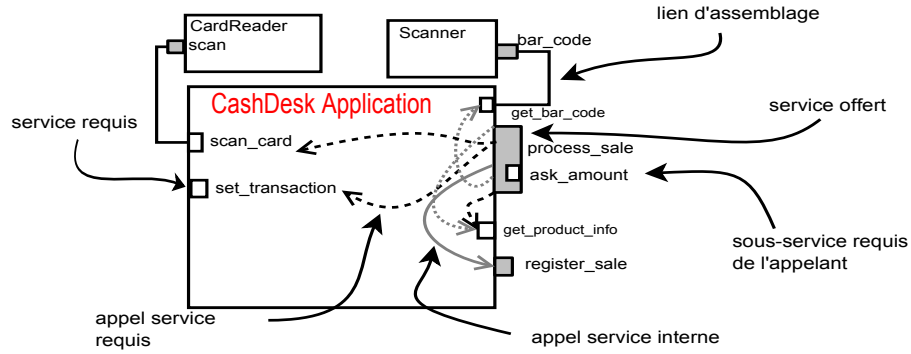 lien d'assemblage
CardReader
scan
Scanner
bar_code
CashDesk Application
get_bar_code
service offert
service requis
scan_card
process_sale
ask_amount
set_transaction
get_product_info
sous-service requis
de l'appelant
register_sale
appel service
requis
appel service interne